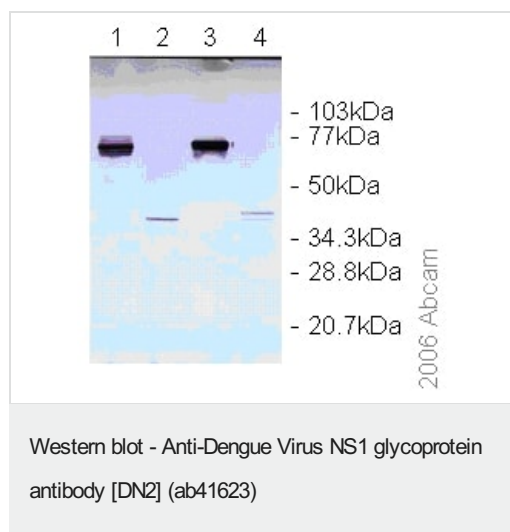 1 2 3 4
- 103kDa
- 77kDa
- 50kDa
- 34.3kDa
- 28.8kDa
- 20.7kDa
2006 Abcam
Western blot - Anti-Dengue Virus NS1 glycoprotein
antibody [DN2] (ab41623)